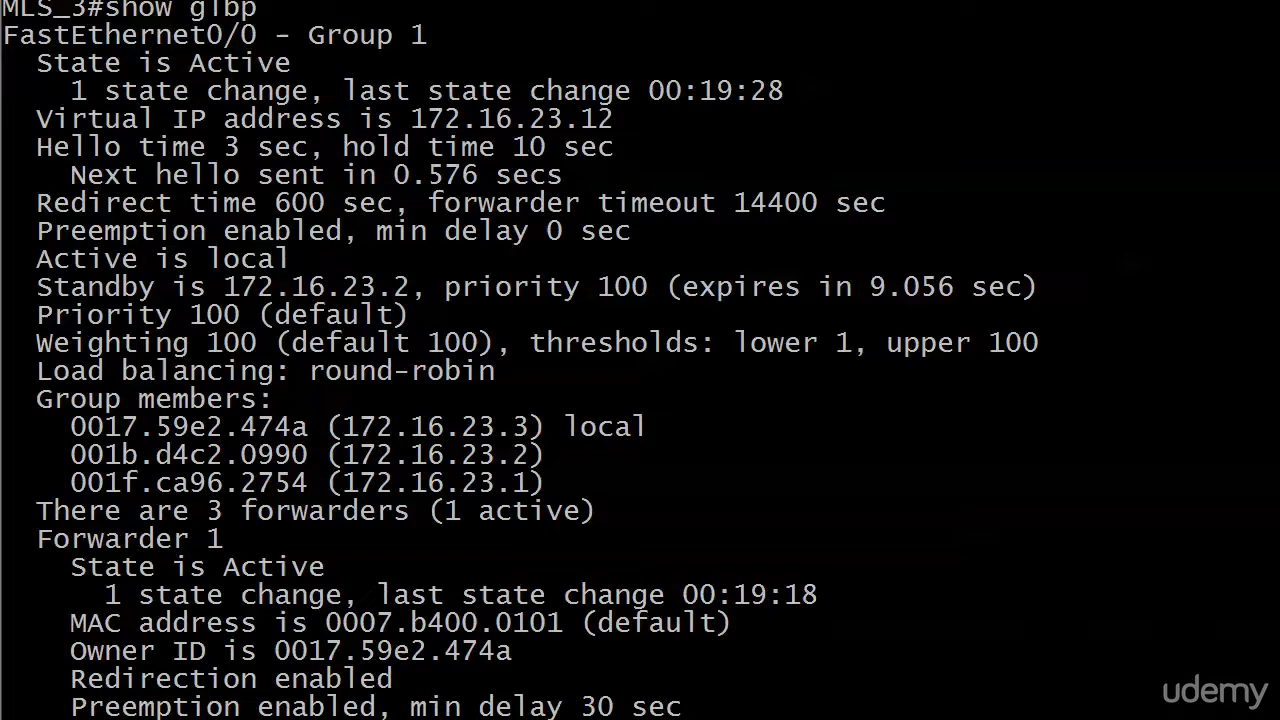 MLS_3#show glbp
FastEthernet0/0 - Group 1
  State is Active
    1 state change, last state change 00:19:28
  Virtual IP address is 172.16.23.12
  Hello time 3 sec, hold time 10 sec
    Next hello sent in 0.576 secs
  Redirect time 600 sec, forwarder timeout 14400 sec
  Preemption enabled, min delay 0 sec
  Active is local
  Standby is 172.16.23.2, priority 100 (expires in 9.056 sec)
  Priority 100 (default)
  Weighting 100 (default 100), thresholds: lower 1, upper 100
  Load balancing: round-robin
  Group members:
    0017.59e2.474a (172.16.23.3) local
    001b.d4c2.0990 (172.16.23.2)
    001f.ca96.2754 (172.16.23.1)
  There are 3 forwarders (1 active)
  Forwarder 1
    State is Active
      1 state change, last state change 00:19:18
    MAC address is 0007.b400.0101 (default)
    Owner ID is 0017.59e2.474a
    Redirection enabled
    Preemption enabled, min delay 30 sec
udemy